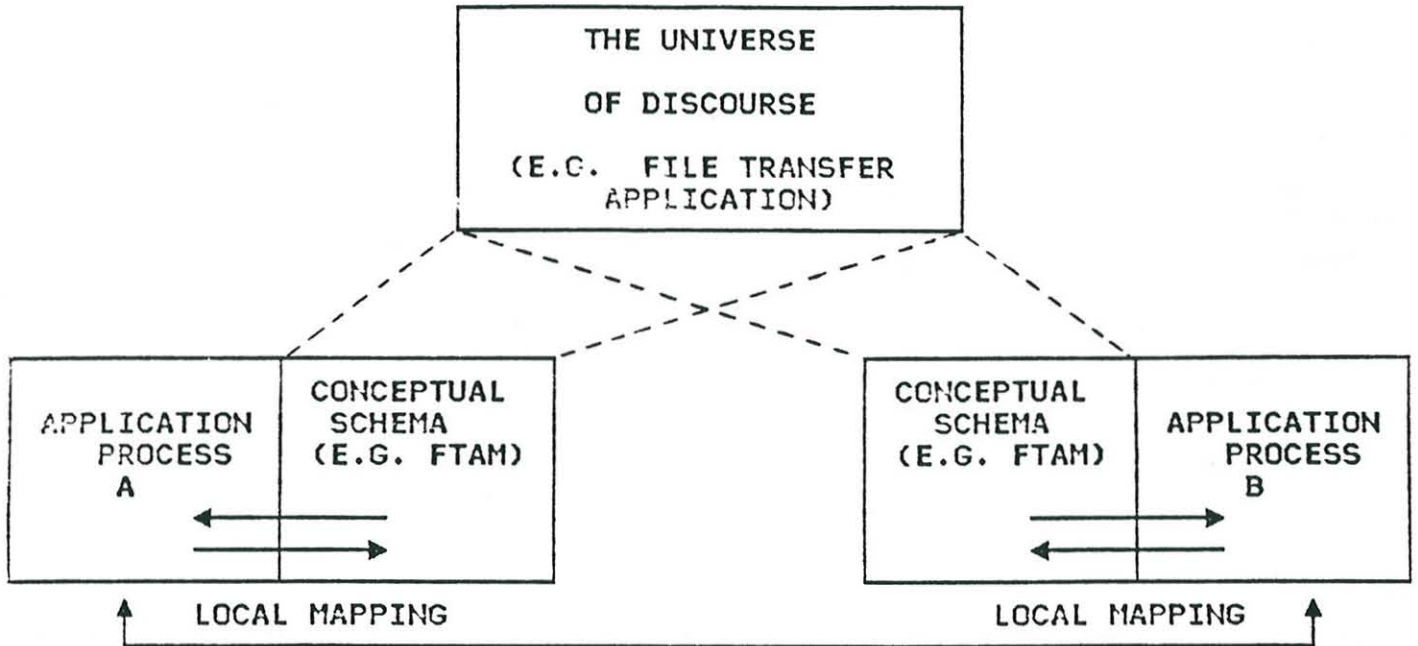 THE UNIVERSE
OF DISCOURSE
(E.G. FILE TRANSFER
APPLICATION)
APPLICATION
PROCESS
A
CONCEPTUAL
SCHEMA
(E.G. FTAM)
CONCEPTUAL
SCHEMA
(E.G. FTAM)
APPLICATION
PROCESS
B
LOCAL MAPPING
LOCAL MAPPING